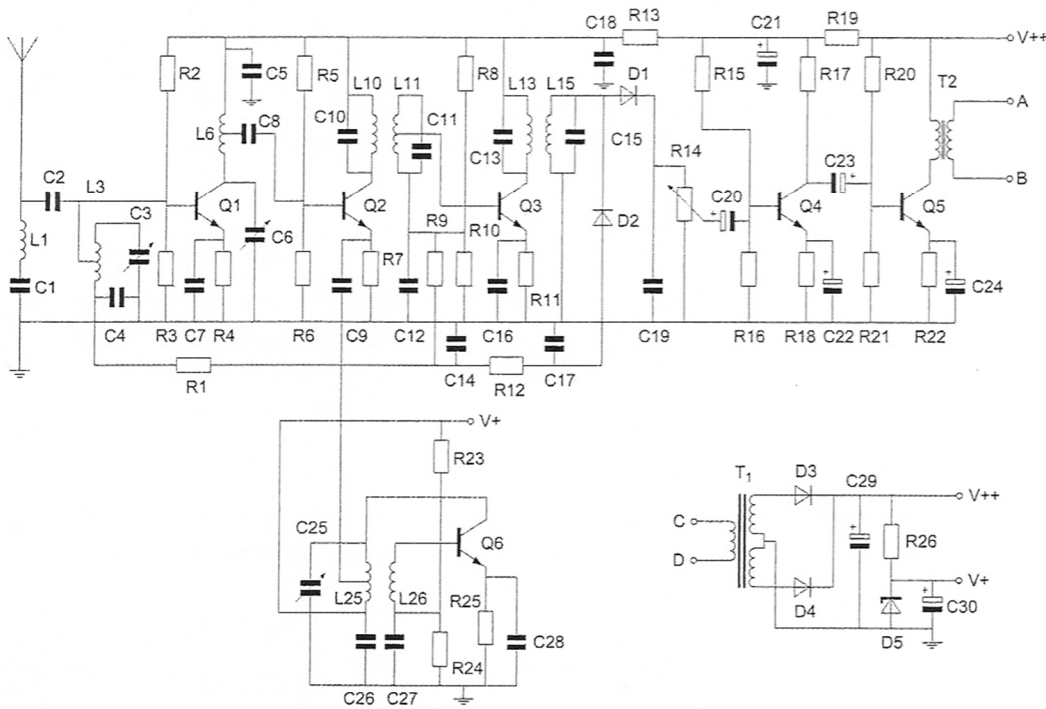 C18 R13 C21 R19
V++
R2 C5 R5 L10 L11 R8 L13 L15 D1 R15 R17 R20 T2
C8 C10 C11 A
L6 C13 C15 R14 C23
+
C2 L3 C20 B
+
C3 Q1 Q2 Q3 D2 Q4 Q5
L1 C6 R9 R10
R7
+ +
C1 R11 C24
C4 R3 C7 R4 R6 C9 C12 C16 C19 R16 R18 C22 R21 R22
C14 C17
R1 R12
V+
R23
T1 D3 C29
V++
C25 C
+
Q6 R26
D
V+
+
L25 L26 R25 D4 C30
D5
C28
R24
C26 C27